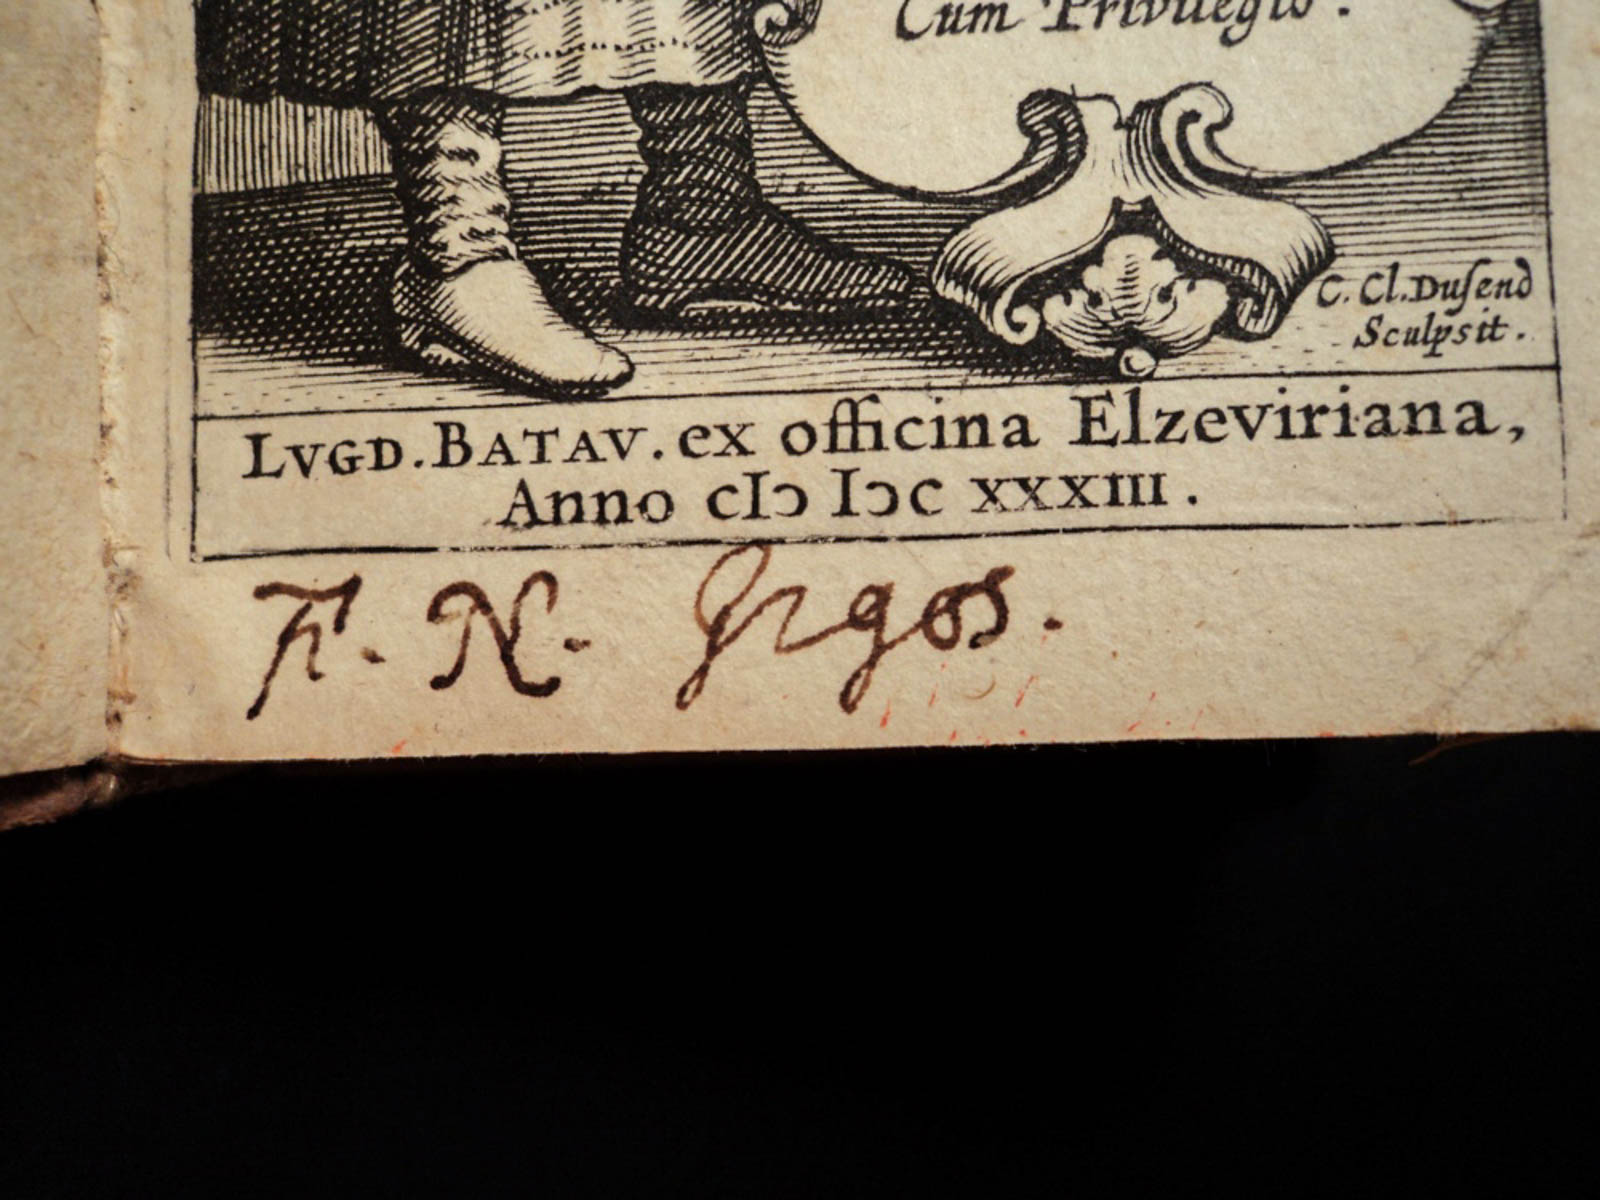 Cum Privilegio.
C. Cl. Duſend
Sculpsit.
LVGD. BATAV. ex officina Elzeviriana,
Anno cIɔ Iɔc XXXIII.
F. N.